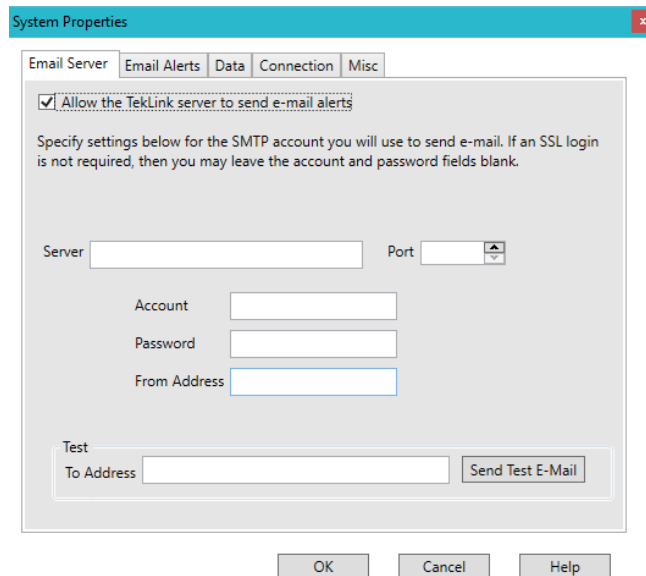 System Properties
x
Email Server Email Alerts Data Connection Misc
Allow the TekLink server to send e-mail alerts
Specify settings below for the SMTP account you will use to send e-mail. If an SSL login
is not required, then you may leave the account and password fields blank.
Server Port
Account
Password
From Address
Test
To Address Send Test E-Mail
OK Cancel Help